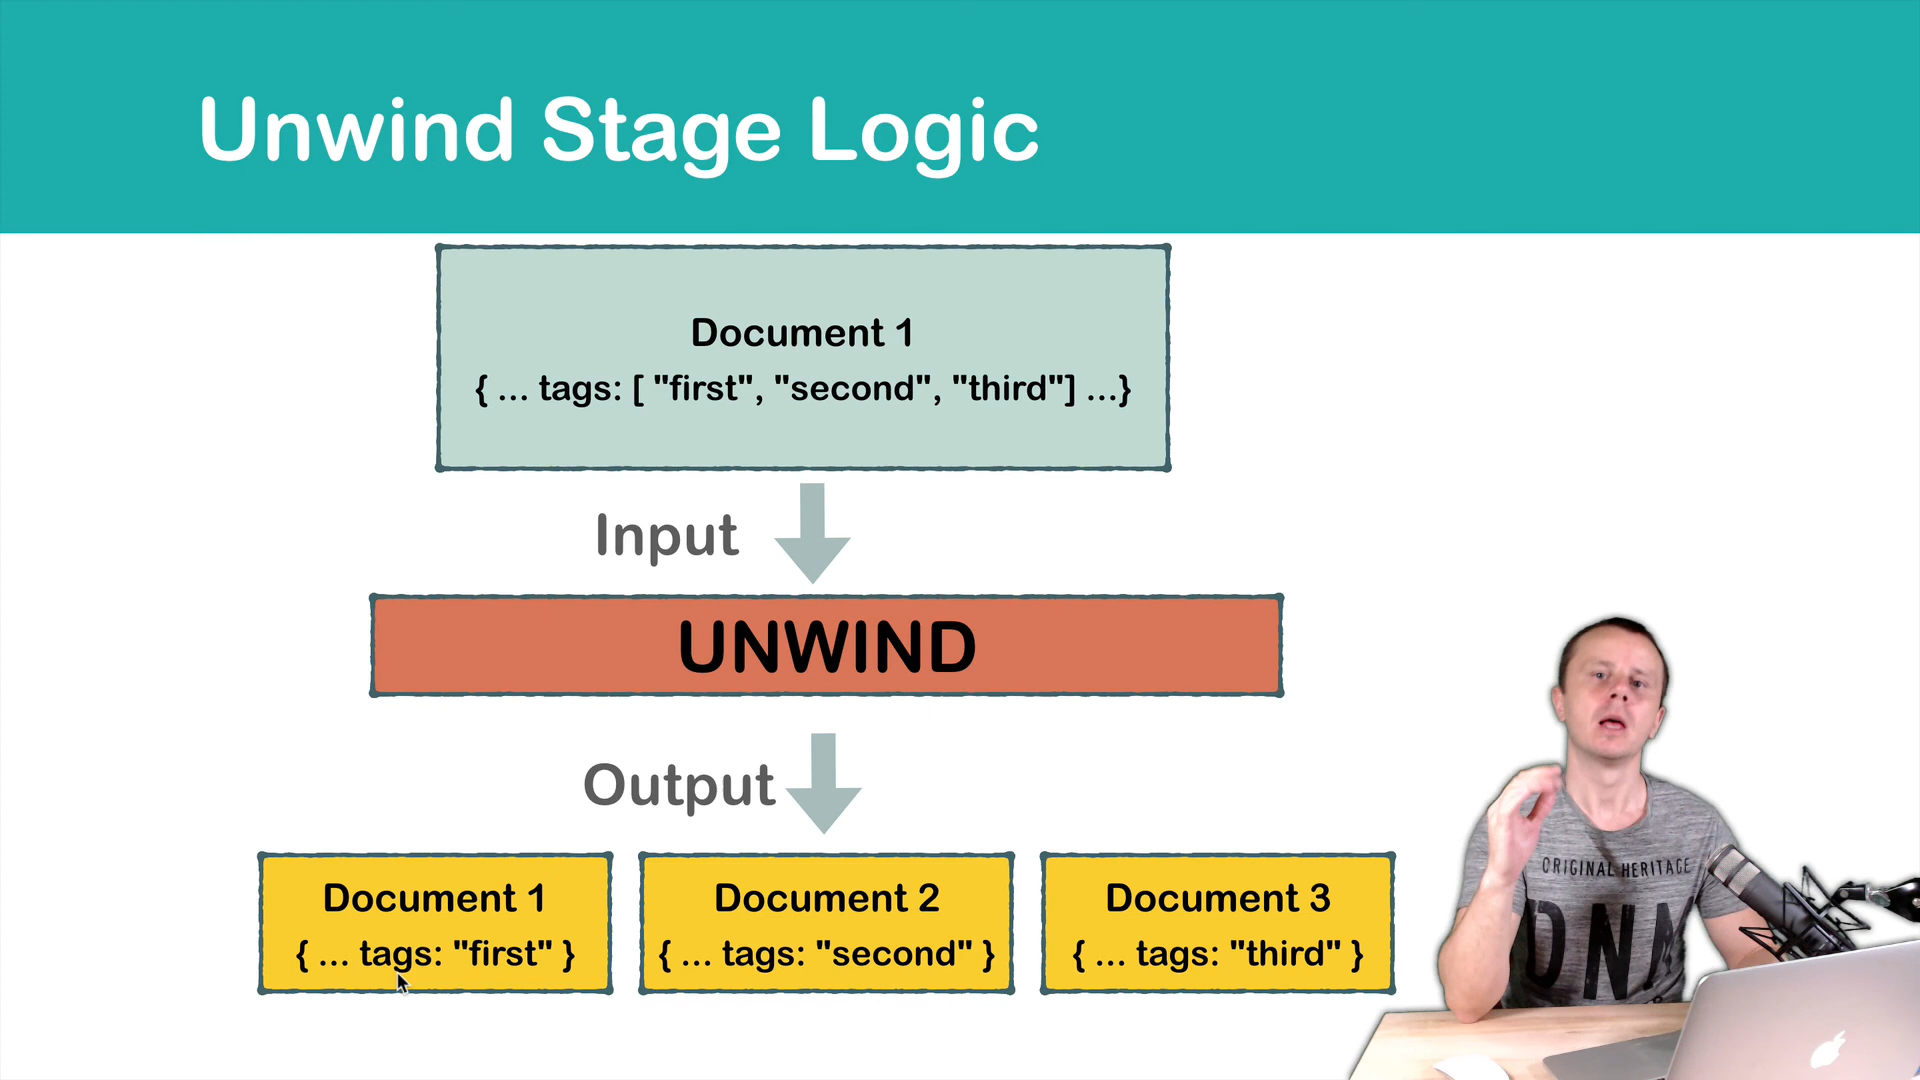 Unwind Stage Logic
Document 1
{ ... tags: [ "first", "second", "third"] ...}
Input
UNWIND
Output
Document 1
{ ... tags: "first" }
Document 2
{ ... tags: "second" }
Document 3
{ ... tags: "third" }
ORIGINAL HERITAGE
DNA